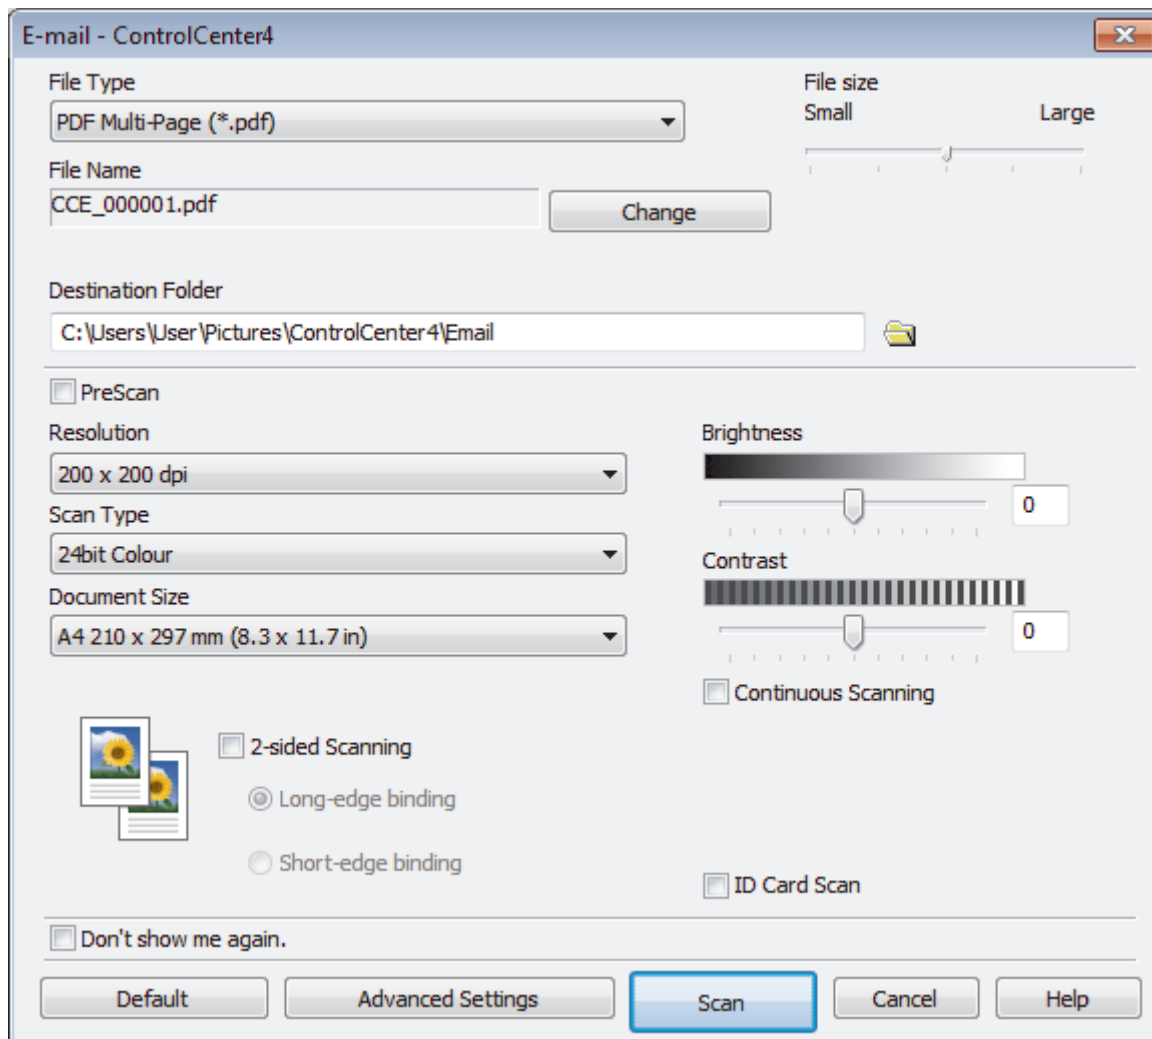 E-mail - ControlCenter4
File Type
PDF Multi-Page (*.pdf)
File size
Small Large
File Name
CCE_000001.pdf
Change
Destination Folder
C:\Users\User\Pictures\ControlCenter4\Email
PreScan
Resolution
200 x 200 dpi
Scan Type
24bit Colour
Document Size
A4 210 x 297 mm (8.3 x 11.7 in)
Brightness
0
Contrast
0
Continuous Scanning
2-sided Scanning
Long-edge binding
Short-edge binding
ID Card Scan
Don't show me again.
Default Advanced Settings Scan Cancel Help